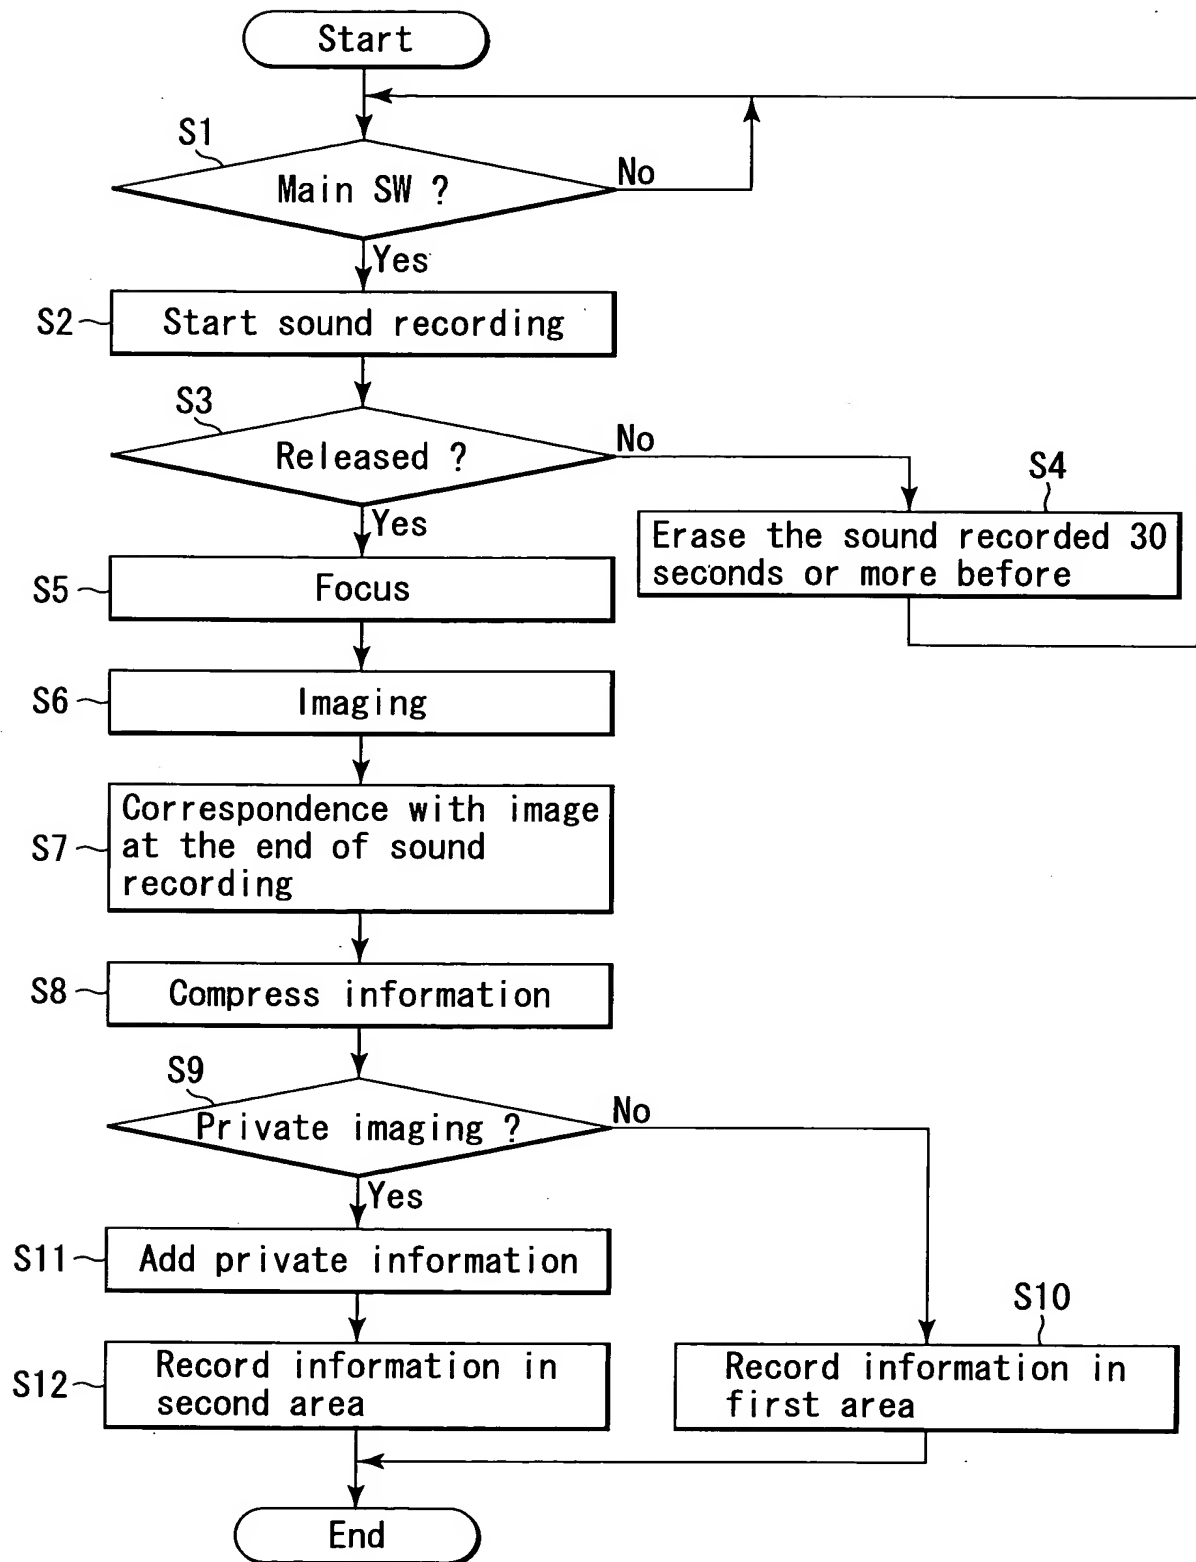 Start
S1
Main SW ?
No
Yes
S2
Start sound recording
S3
Released ?
No
Yes
S4
Erase the sound recorded 30
seconds or more before
S5
Focus
S6
Imaging
S7
Correspondence with image
at the end of sound
recording
S8
Compress information
S9
Private imaging ?
No
Yes
S11
Add private information
S10
Record information in
first area
S12
Record information in
second area
End